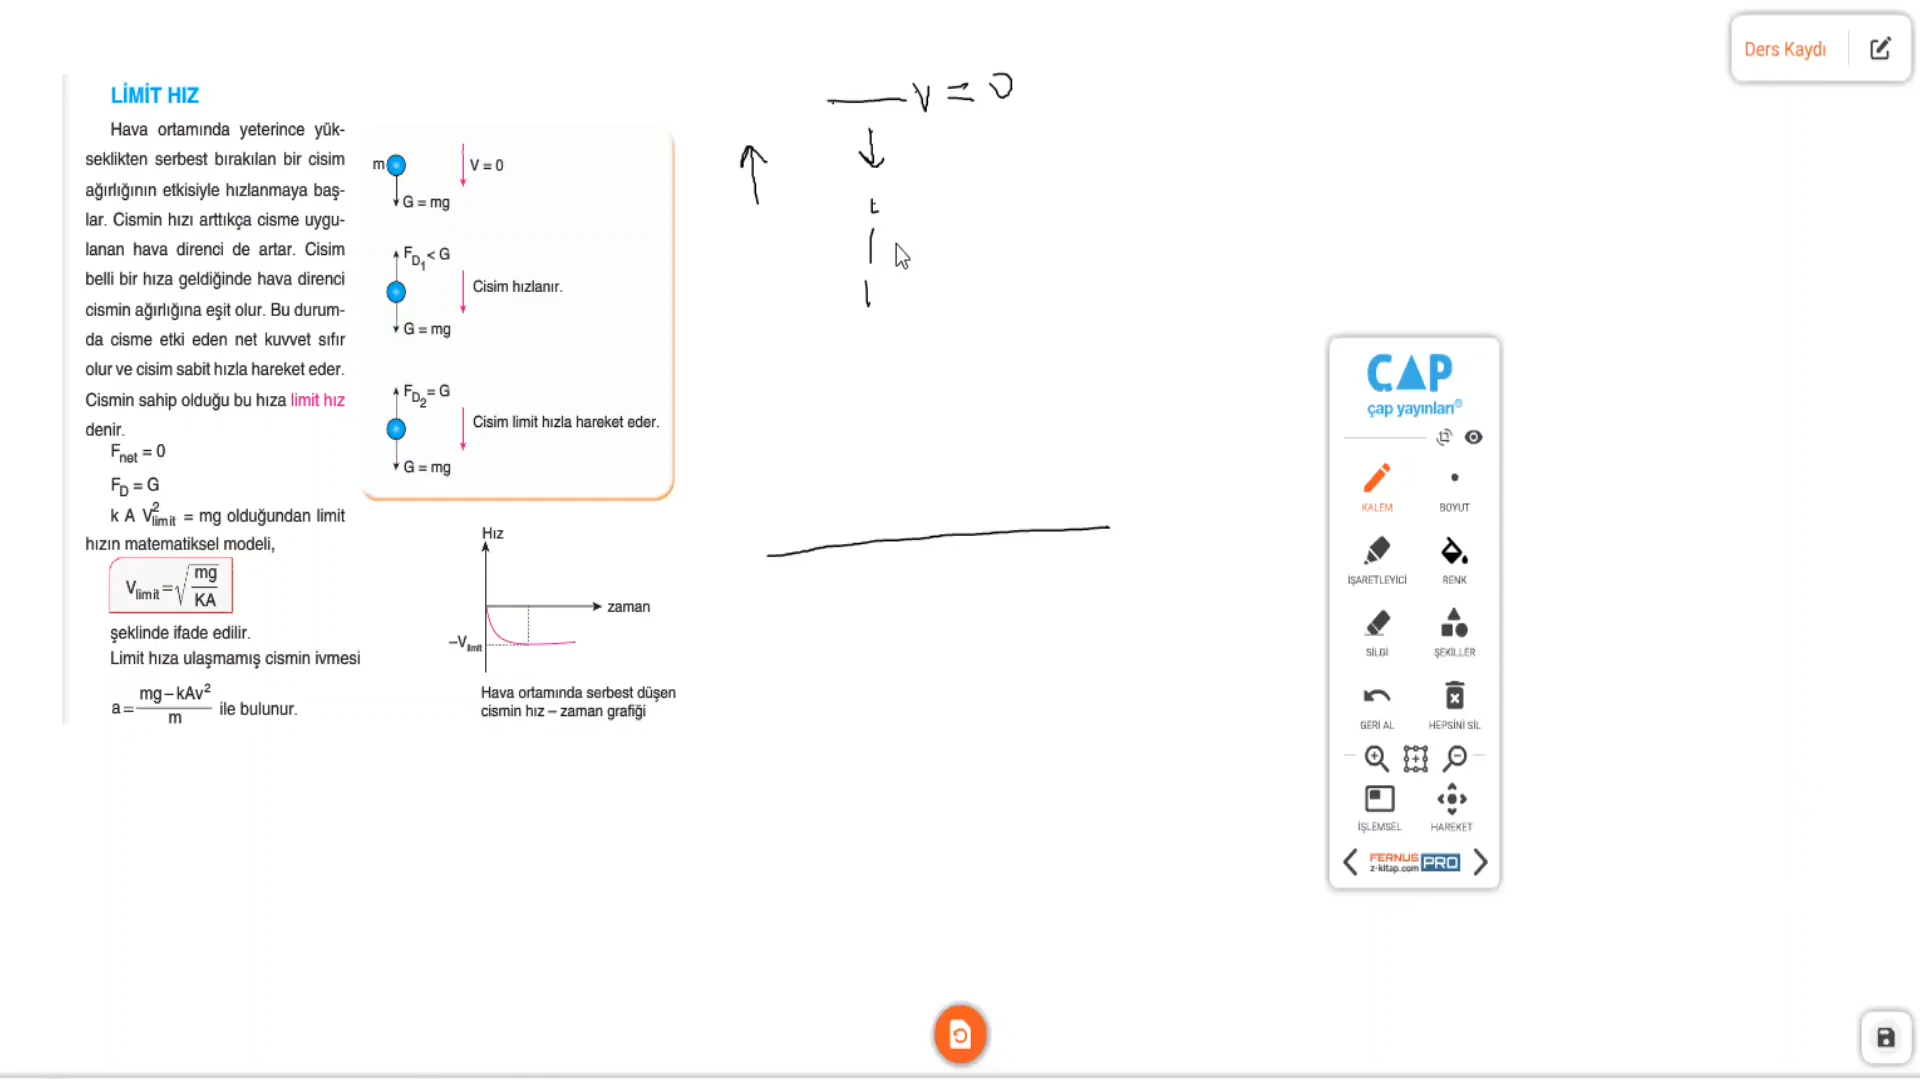 Ders Kaydı
LİMİT HIZ
Hava ortamında yeterince yük-
seklikten serbest bırakılan bir cisim
ağırlığının etkisiyle hızlanmaya baş-
lar. Cismin hızı arttıkça cisme uygu-
lanan hava direnci de artar. Cisim
belli bir hıza geldiğinde hava direnci
cismin ağırlığına eşit olur. Bu durum-
da cisme etki eden net kuvvet sıfır
olur ve cisim sabit hızla hareket eder.
Cismin sahip olduğu bu hıza limit hız
denir.
F_net = 0
F_D = G
k A V²_limit = mg olduğundan limit
hızın matematiksel modeli,
V_limit = √(mg/KA)
şeklinde ifade edilir.
Limit hıza ulaşmamış cismin ivmesi
a = (mg – kAv²)/m ile bulunur.
m
V = 0
G = mg
F_D₁ < G
Cisim hızlanır.
G = mg
F_D₂ = G
Cisim limit hızla hareket eder.
G = mg
Hız
zaman
–V_limit
Hava ortamında serbest düşen
cismin hız – zaman grafiği
V = 0
ÇAP
çap yayınları®
KALEM
BOYUT
İŞARETLEYİCİ
RENK
SİLGİ
ŞEKİLLER
GERİ AL
HEPSİNİ SİL
İŞLEMSEL
HAREKET
FERNUS PRO
z-kitap.com